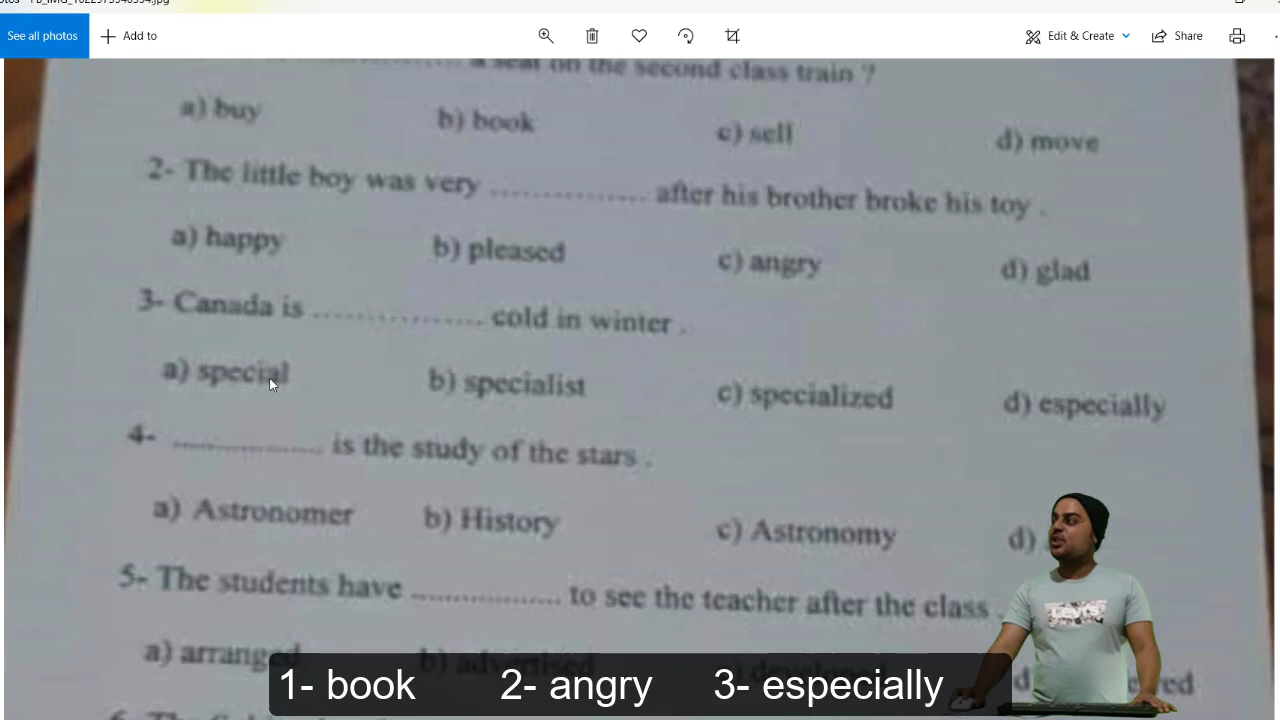 See all photos
Add to
Edit & Create
Share
a seat on the second class train ?
a) buy b) book c) sell d) move
2- The little boy was very .............. after his brother broke his toy .
a) happy b) pleased c) angry d) glad
3- Canada is ................ cold in winter .
a) special b) specialist c) specialized d) especially
4- ................ is the study of the stars .
a) Astronomer b) History c) Astronomy d)
5- The students have ................ to see the teacher after the class .
a) arranged b) advertised c) developed d)
1- book 2- angry 3- especially